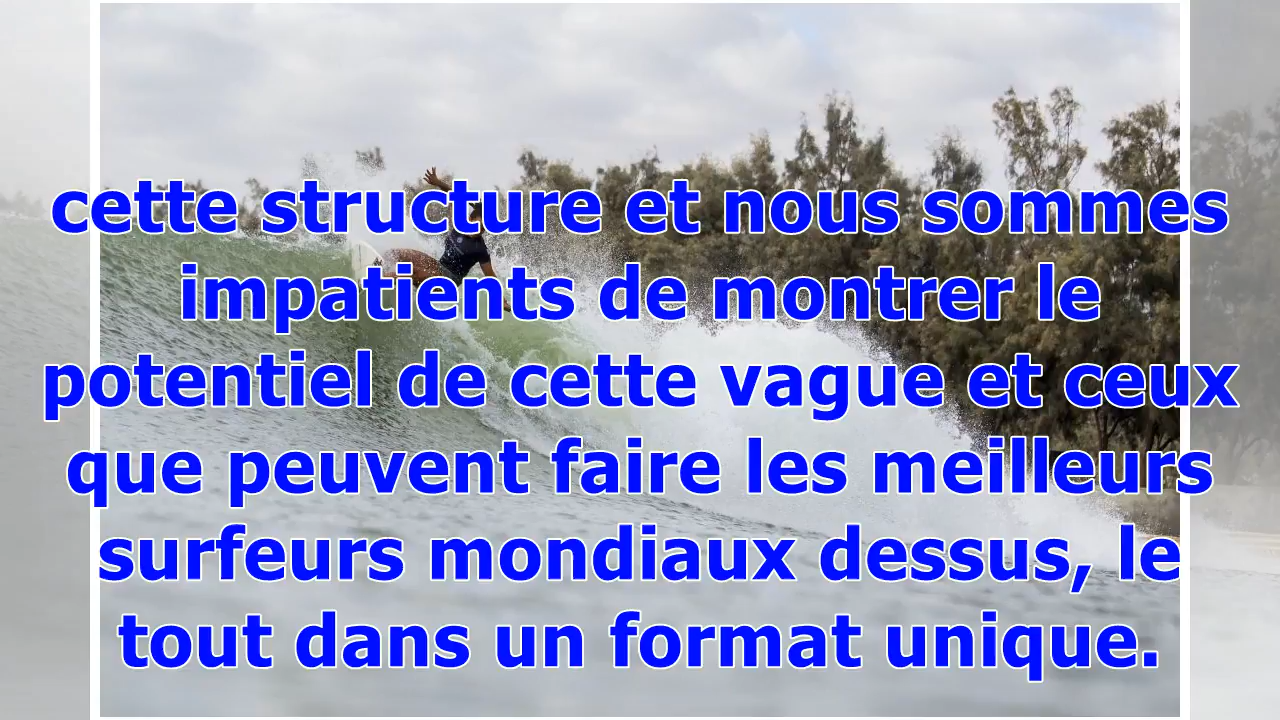 cette structure et nous sommes
impatients de montrer le
potentiel de cette vague et ceux
que peuvent faire les meilleurs
surfeurs mondiaux dessus, le
tout dans un format unique.